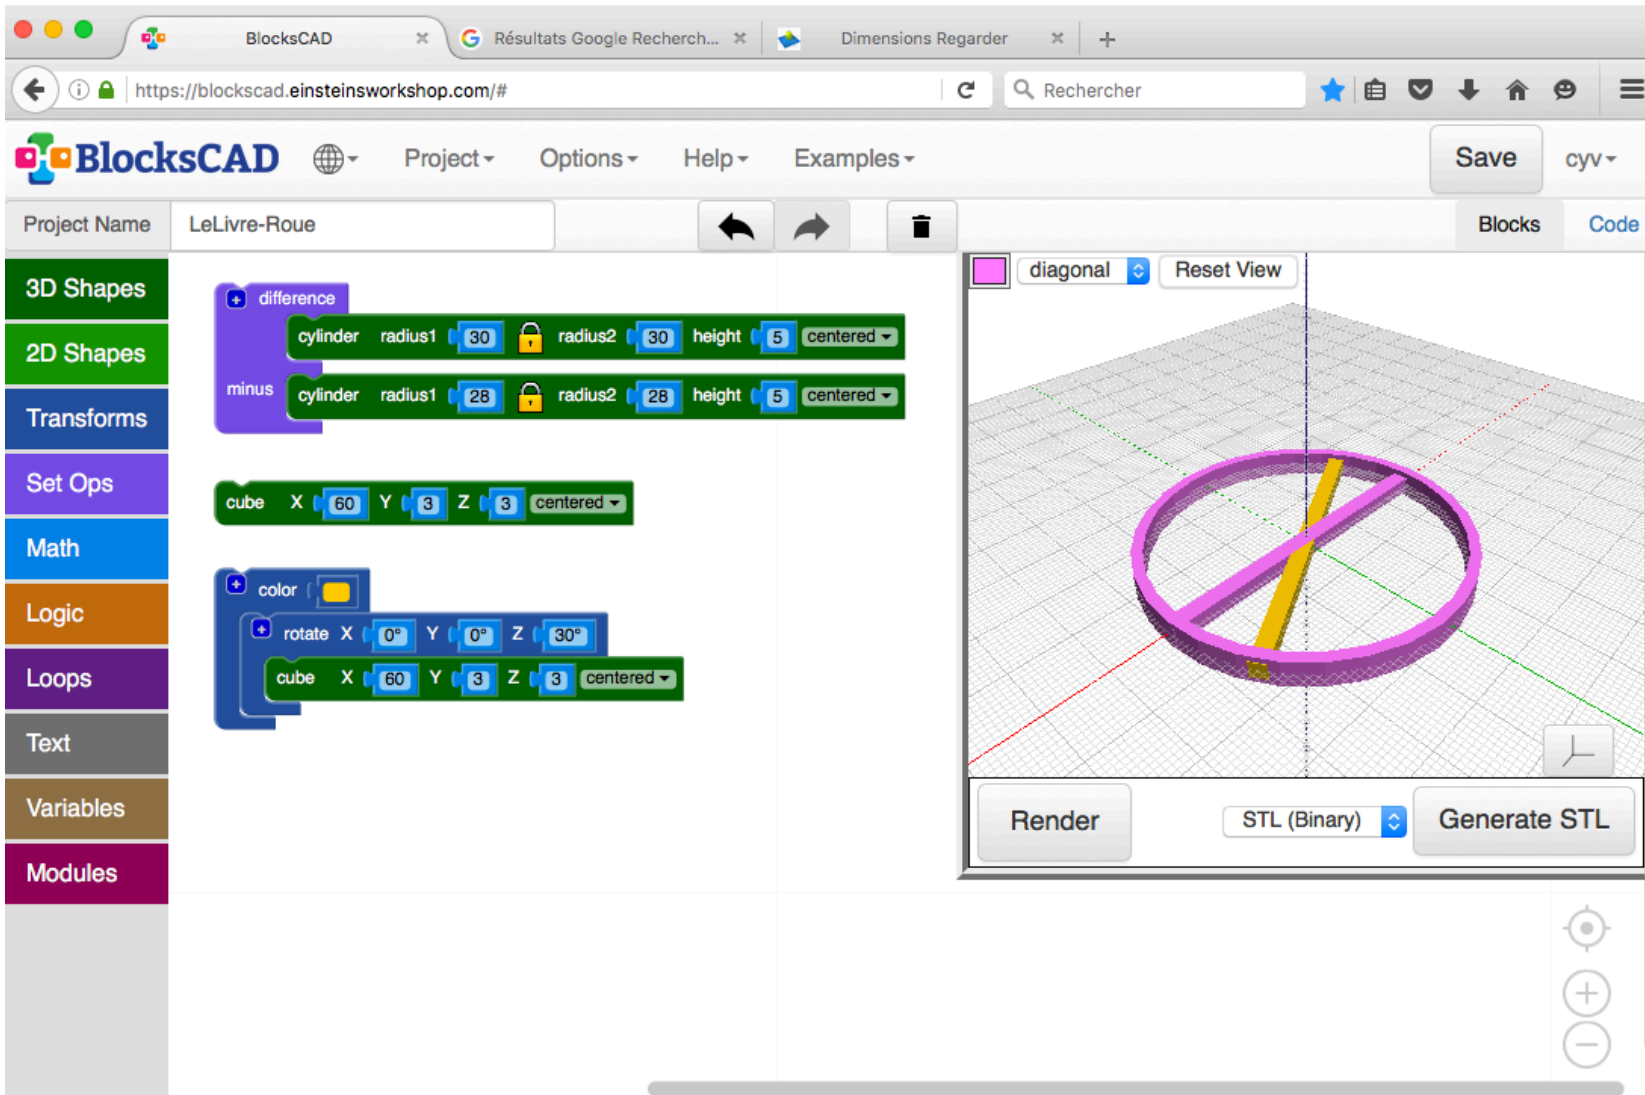 BlocksCAD
Résultats Google Recherch...
Dimensions Regarder
https://blockscad.einsteinsworkshop.com/#
Rechercher
BlocksCAD
Project
Options
Help
Examples
Save
cyv
Project Name
LeLivre-Roue
Blocks
Code
3D Shapes
2D Shapes
Transforms
Set Ops
Math
Logic
Loops
Text
Variables
Modules
difference
cylinder radius1 30 radius2 30 height 5 centered
minus cylinder radius1 28 radius2 28 height 5 centered
cube X 60 Y 3 Z 3 centered
color
rotate X 0° Y 0° Z 30°
cube X 60 Y 3 Z 3 centered
diagonal
Reset View
Render
STL (Binary)
Generate STL